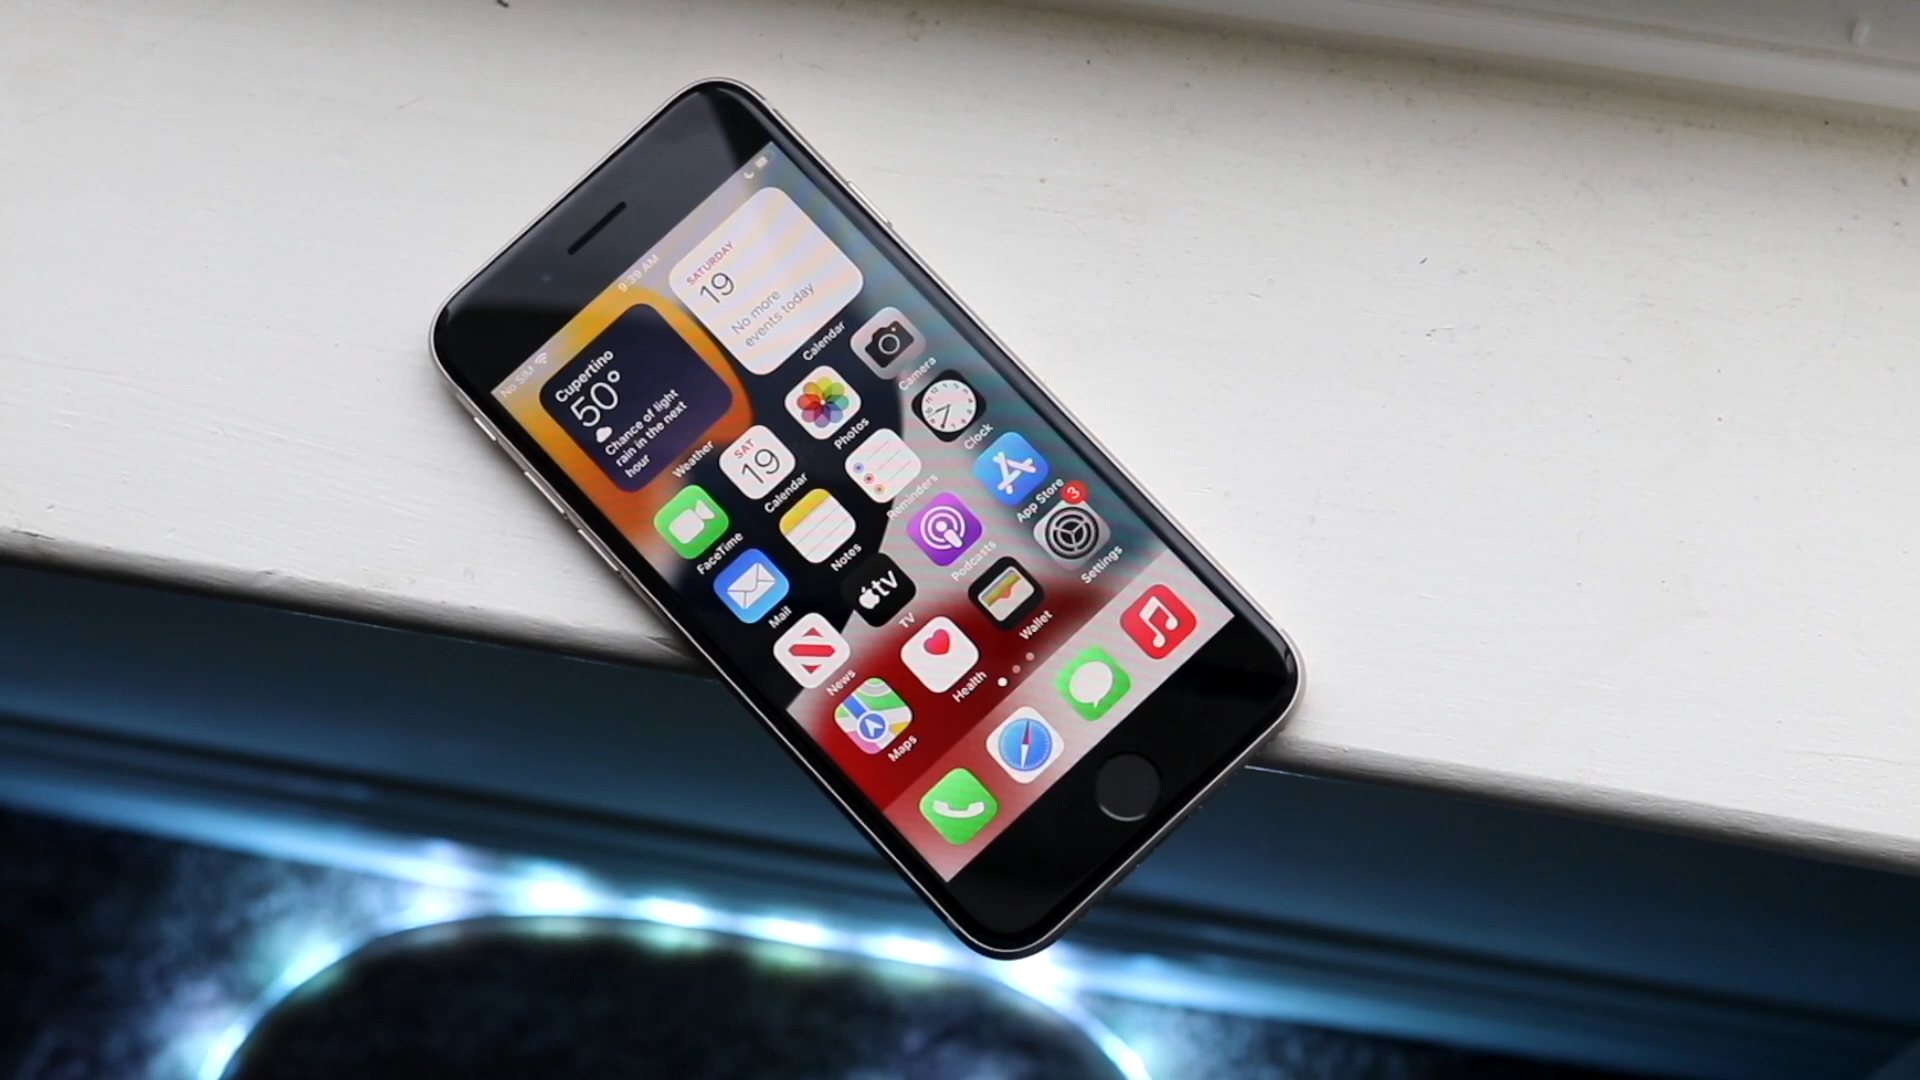 No SIM
9:39 AM
Cupertino
50°
Chance of light
rain in the next
hour
Weather
SATURDAY
19
No more
events today
Calendar
FaceTime
SAT
19
Calendar
Photos
Camera
Mail
Notes
Reminders
Clock
News
tv
TV
Podcasts
App Store
Maps
Health
Wallet
3
Settings